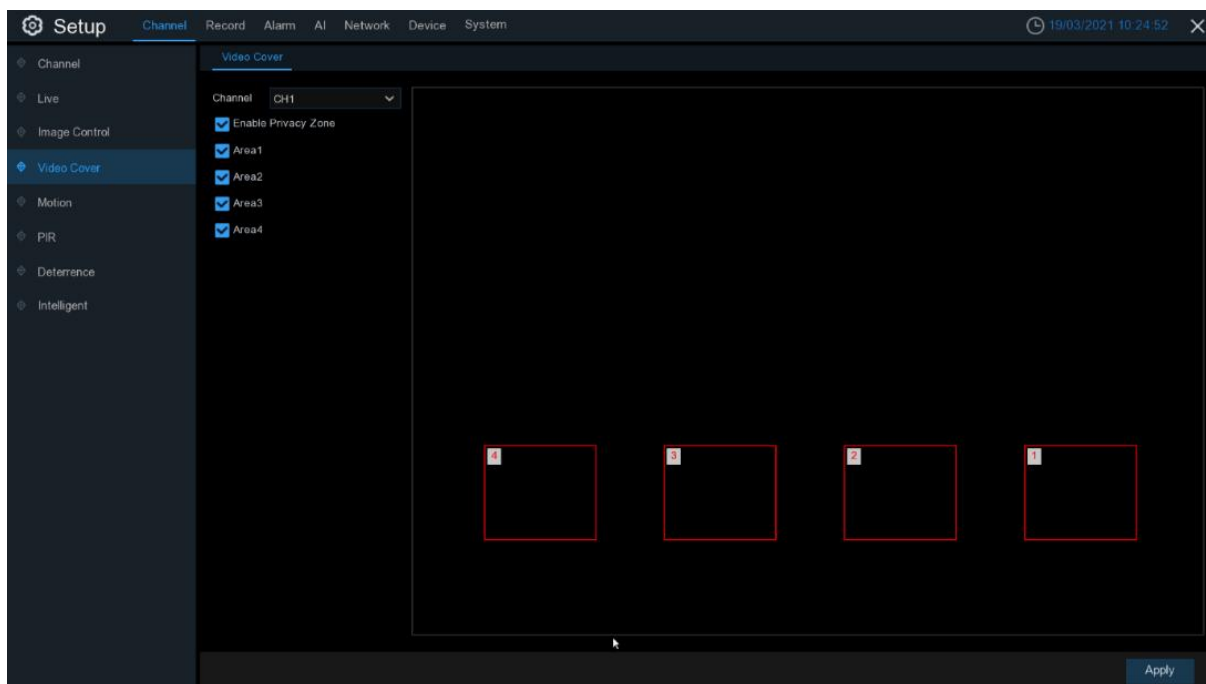 Setup Channel Record Alarm AI Network Device System 19/03/2021 10:24:52
Channel
Live
Image Control
Video Cover
Motion
PIR
Deterrence
Intelligent
Video Cover
Channel CH1
Enable Privacy Zone
Area1
Area2
Area3
Area4
4 3 2 1
Apply